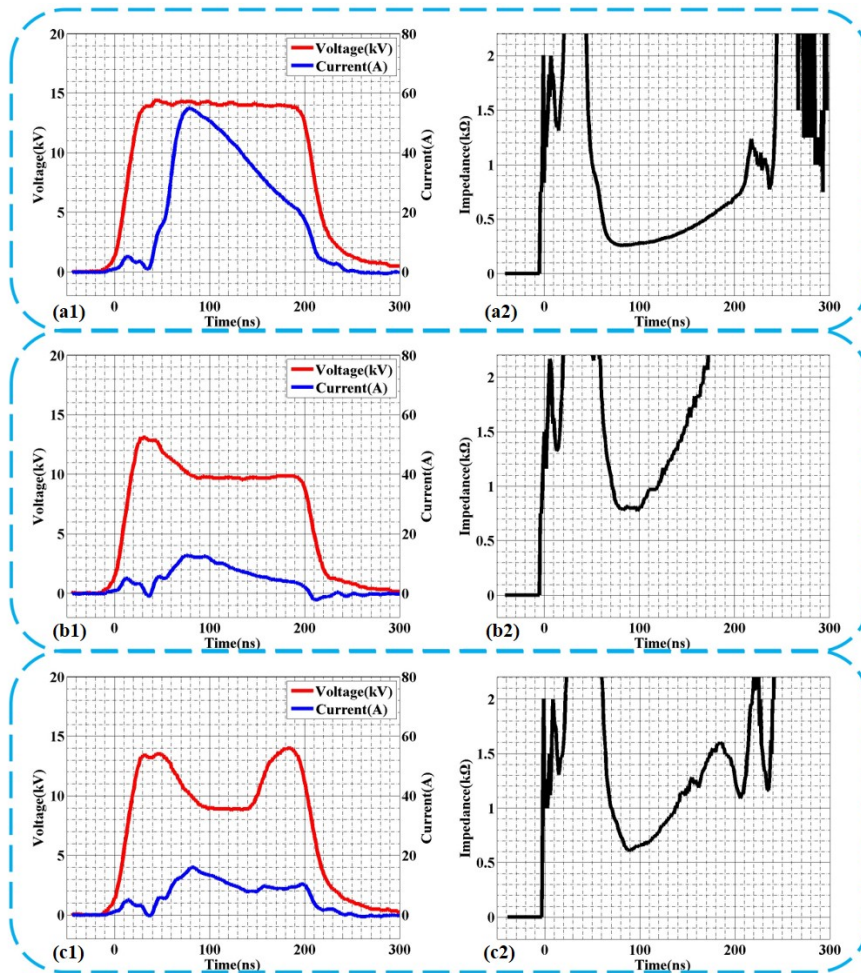 20
80
Voltage(kV)
Current(A)
15
60
10
40
5
20
0
0
Voltage(kV)
Current(A)
0
100
200
300
Time(ns)
(a1)
2
1.5
1
0.5
0
Impedance(kΩ)
0
100
200
300
Time(ns)
(a2)
20
80
Voltage(kV)
Current(A)
15
60
10
40
5
20
0
0
Voltage(kV)
Current(A)
0
100
200
300
Time(ns)
(b1)
2
1.5
1
0.5
0
Impedance(kΩ)
0
100
200
300
Time(ns)
(b2)
20
80
Voltage(kV)
Current(A)
15
60
10
40
5
20
0
0
Voltage(kV)
Current(A)
0
100
200
300
Time(ns)
(c1)
2
1.5
1
0.5
0
Impedance(kΩ)
0
100
200
300
Time(ns)
(c2)